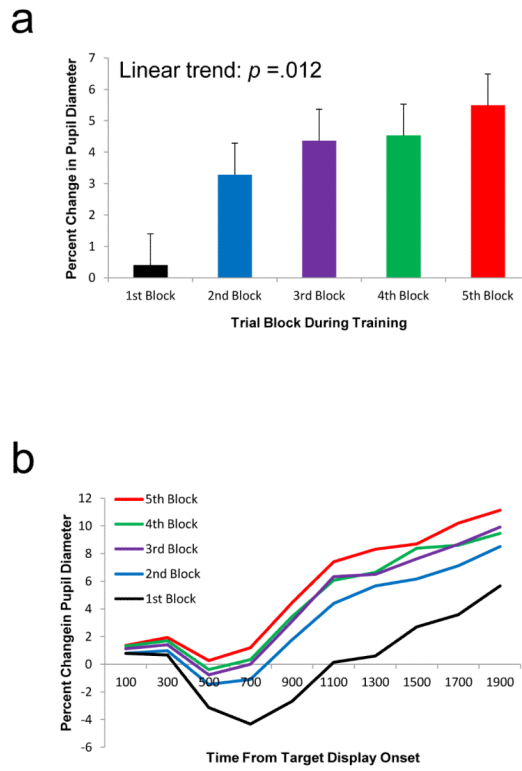 a
Linear trend: p =.012
Percent Change in Pupil Diameter
7
6
5
4
3
2
1
0
1st Block 2nd Block 3rd Block 4th Block 5th Block
Trial Block During Training
b
Percent Changein Pupil Diameter
12
10
8
6
4
2
0
-2
-4
-6
5th Block
4th Block
3rd Block
2nd Block
1st Block
100 300 500 700 900 1100 1300 1500 1700 1900
Time From Target Display Onset